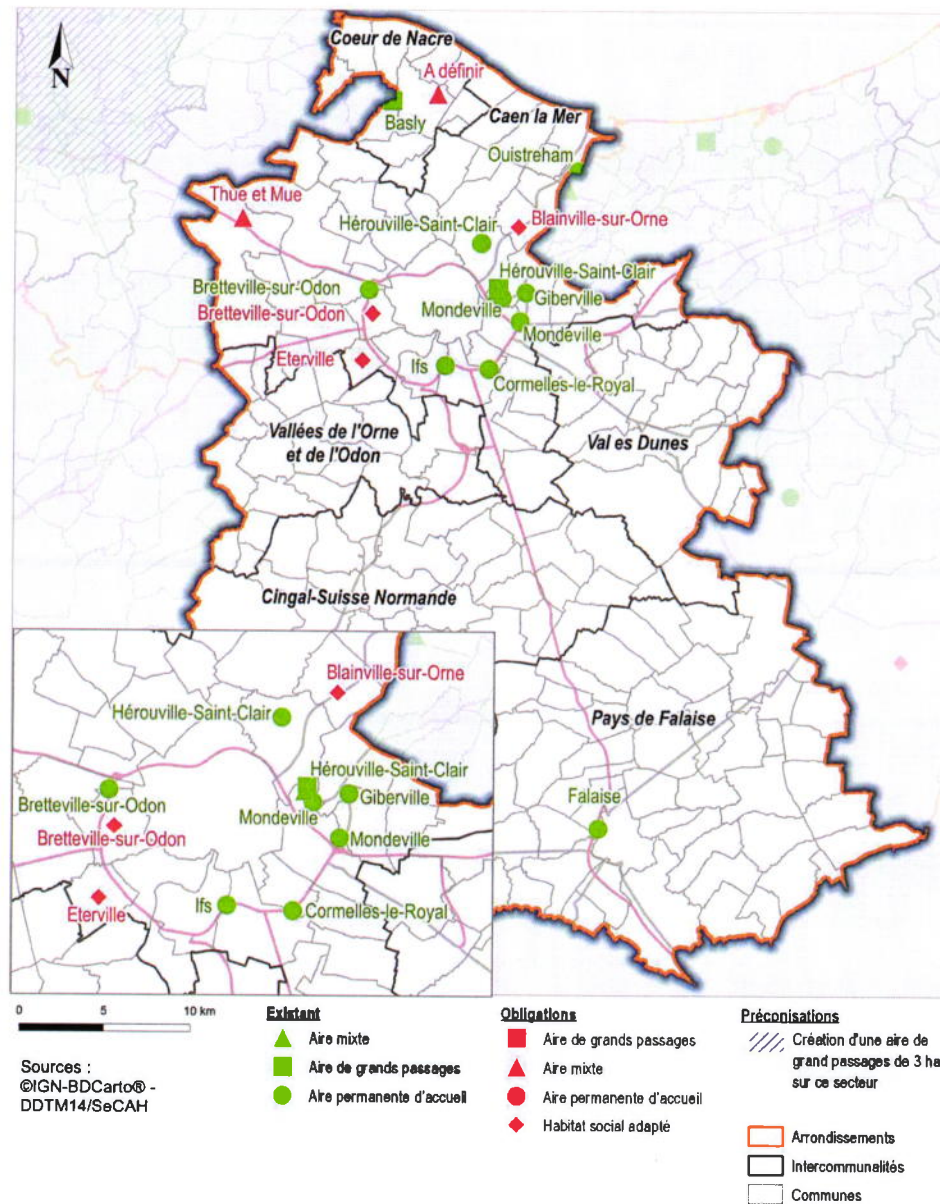 Coeur de Nacre
N
A définir
Basly
Caen la Mer
Ouistreham
Thue et Mue
Blainville-sur-Orne
Hérouville-Saint-Clair
Hérouville-Saint-Clair
Bretteville-sur-Odon
Giberville
Mondeville
Bretteville-sur-Odon
Mondeville
Eterville
Ifs
Cormelles-le-Royal
Vallées de l'Orne
et de l'Odon
Val es Dunes
Cingal-Suisse Normande
Pays de Falaise
Falaise
Blainville-sur-Orne
Hérouville-Saint-Clair
Hérouville-Saint-Clair
Bretteville-sur-Odon
Giberville
Mondeville
Bretteville-sur-Odon
Mondeville
Eterville
Ifs
Cormelles-le-Royal
0 5 10 km
Sources :
©IGN-BDCarto® -
DDTM14/SeCAH
Existant
Aire mixte
Aire de grands passages
Aire permanente d'accueil
Obligations
Aire de grands passages
Aire mixte
Aire permanente d'accueil
Habitat social adapté
Préconisations
Création d'une aire de
grand passages de 3 ha
sur ce secteur
Arrondissements
Intercommunalités
Communes